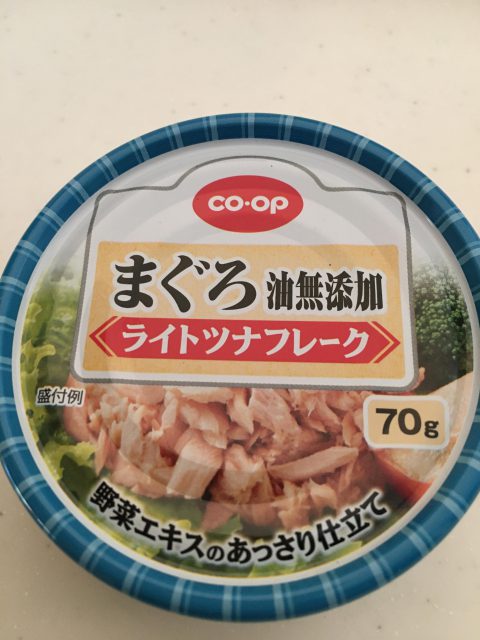 CO・OP
まぐろ 油無添加
ライトツナフレーク
盛付例
70g
野菜エキスのあっさり仕立て